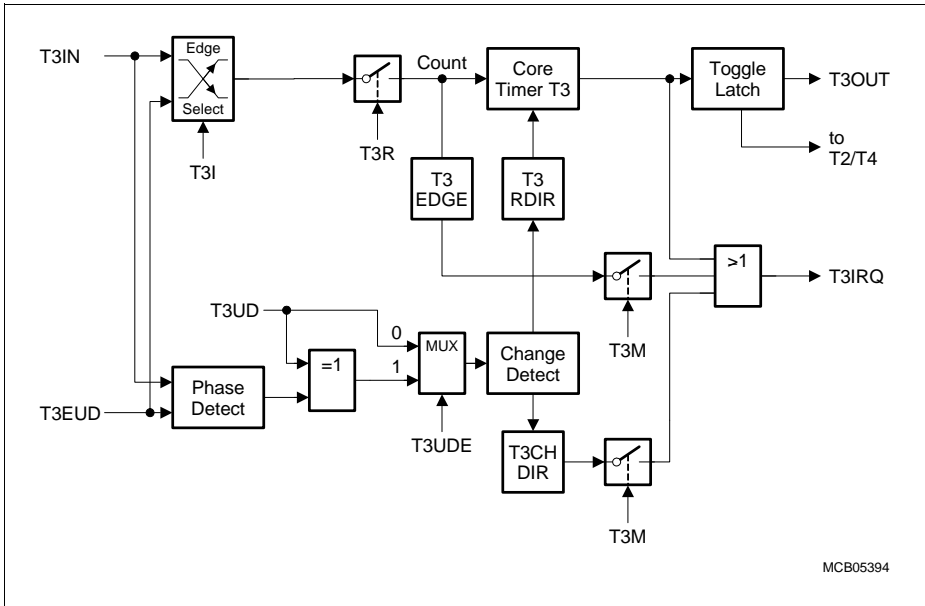 T3IN
Edge
Select
T3I
T3R
Count
Core
Timer T3
Toggle
Latch
T3OUT
to
T2/T4
T3
EDGE
T3
RDIR
≥1
T3IRQ
T3M
T3UD
0
1
MUX
=1
Change
Detect
Phase
Detect
T3EUD
T3UDE
T3CH
DIR
T3M
MCB05394